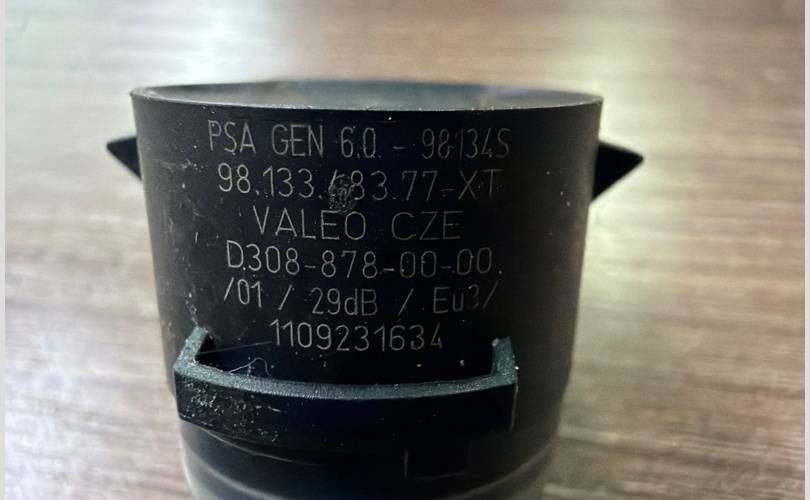 PSA GEN 6.0 - 98134S
98.133.483.77-XT
VALEO CZE
D308-878-00-00.
/01 / 29dB / Eu3/
1109231634